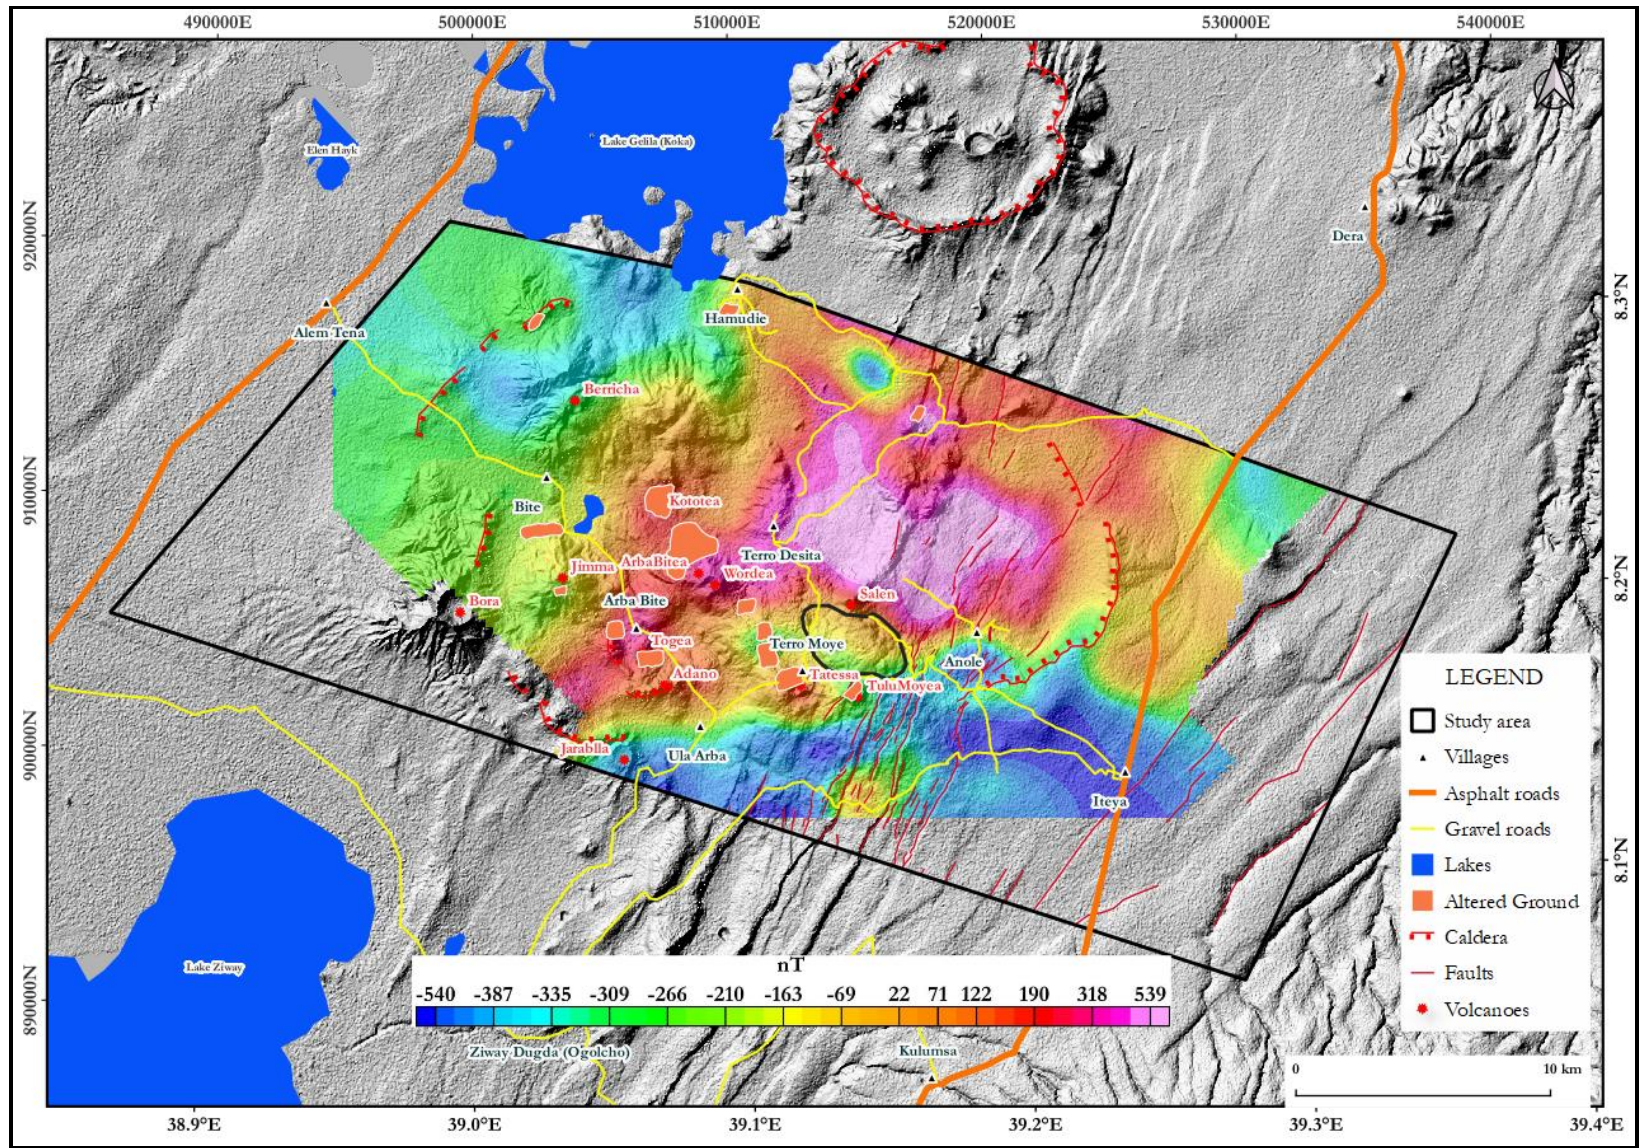 490000E 500000E 510000E 520000E 530000E 540000E
920000N
910000N
900000N
890000N
8.3°N
8.2°N
8.1°N
Elen Hayk
Lake Gelila (Koka)
Dera
Alem Tena
Hamudie
Berricha
Bite
Kototea
Terro Desita
Jimma
ArbaBitea
Wordea
Bora
Arba Bite
Salen
Togea
Terro Moye
Anole
Adano
Tatessa
TuluMoyea
Jarablla
Ula Arba
Iteya
Lake Ziway
Ziway Dugda (Ogolcho)
Kulumsa
LEGEND
Study area
Villages
Asphalt roads
Gravel roads
Lakes
Altered Ground
Caldera
Faults
Volcanoes
nT
-540 -387 -335 -309 -266 -210 -163 -69 22 71 122 190 318 539
0 10 km
38.9°E 39.0°E 39.1°E 39.2°E 39.3°E 39.4°E